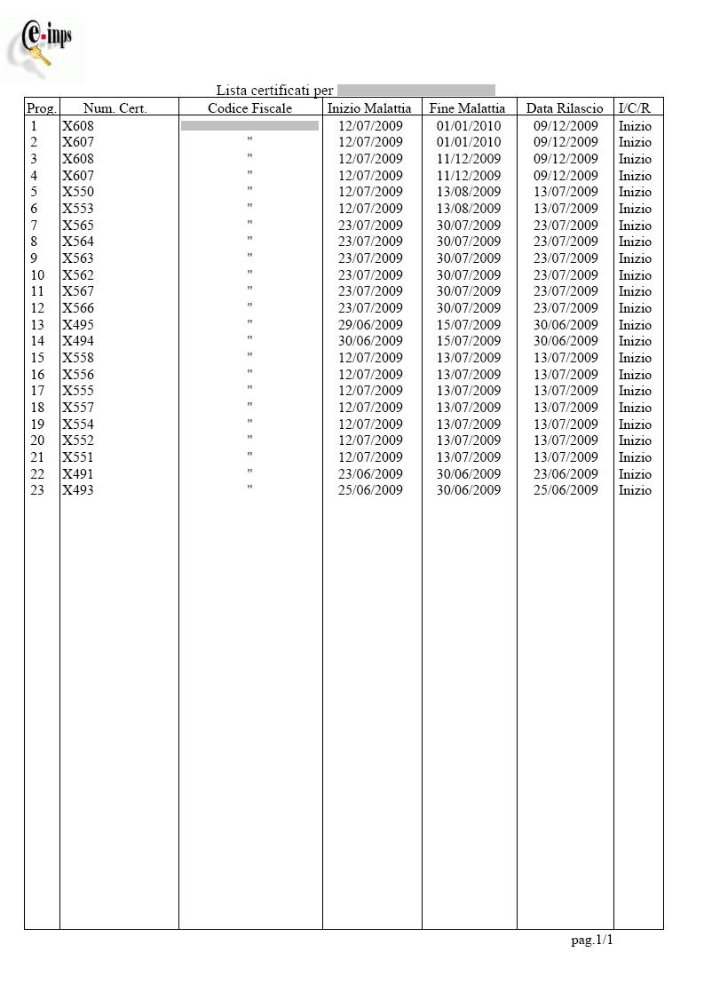 e-inps
Lista certificati per
Prog. Num. Cert. Codice Fiscale Inizio Malattia Fine Malattia Data Rilascio I/C/R
1 X608 12/07/2009 01/01/2010 09/12/2009 Inizio
2 X607 " 12/07/2009 01/01/2010 09/12/2009 Inizio
3 X608 " 12/07/2009 11/12/2009 09/12/2009 Inizio
4 X607 " 12/07/2009 11/12/2009 09/12/2009 Inizio
5 X550 " 12/07/2009 13/08/2009 13/07/2009 Inizio
6 X553 " 12/07/2009 13/08/2009 13/07/2009 Inizio
7 X565 " 23/07/2009 30/07/2009 23/07/2009 Inizio
8 X564 " 23/07/2009 30/07/2009 23/07/2009 Inizio
9 X563 " 23/07/2009 30/07/2009 23/07/2009 Inizio
10 X562 " 23/07/2009 30/07/2009 23/07/2009 Inizio
11 X567 " 23/07/2009 30/07/2009 23/07/2009 Inizio
12 X566 " 23/07/2009 30/07/2009 23/07/2009 Inizio
13 X495 " 29/06/2009 15/07/2009 30/06/2009 Inizio
14 X494 " 30/06/2009 15/07/2009 30/06/2009 Inizio
15 X558 " 12/07/2009 13/07/2009 13/07/2009 Inizio
16 X556 " 12/07/2009 13/07/2009 13/07/2009 Inizio
17 X555 " 12/07/2009 13/07/2009 13/07/2009 Inizio
18 X557 " 12/07/2009 13/07/2009 13/07/2009 Inizio
19 X554 " 12/07/2009 13/07/2009 13/07/2009 Inizio
20 X552 " 12/07/2009 13/07/2009 13/07/2009 Inizio
21 X551 " 12/07/2009 13/07/2009 13/07/2009 Inizio
22 X491 " 23/06/2009 30/06/2009 23/06/2009 Inizio
23 X493 " 25/06/2009 30/06/2009 25/06/2009 Inizio
pag.1/1